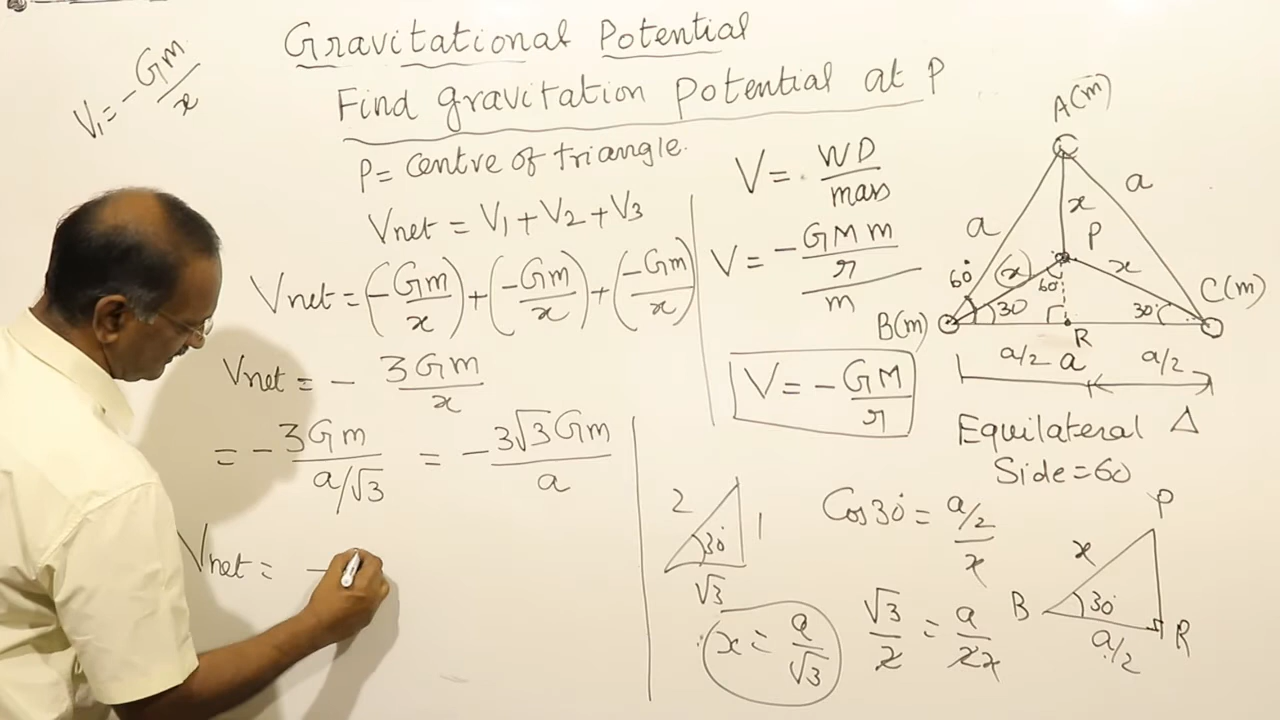 Gravitational Potential
V₁ = -Gm/x
Find gravitation potential at P
P = Centre of triangle.
Vnet = V₁ + V₂ + V₃
Vnet = (-Gm/x) + (-Gm/x) + (-Gm/x)
Vnet = - 3Gm/x
= - 3Gm/a/√3 = - 3√3Gm/a
Vnet = -
V = WD/mass
V = -GMm/r/m
V = -GM/r
A(m)
a
x
a
P
60°
(x)
60°
x
C(m)
B(m)
30
30°
R
a/2
a
a/2
Equilateral Δ
Side = 60
2
30°
1
√3
Cos30° = a/2/x
√3/2 = a/2x
x = a/√3
P
x
B
30°
a/2
R